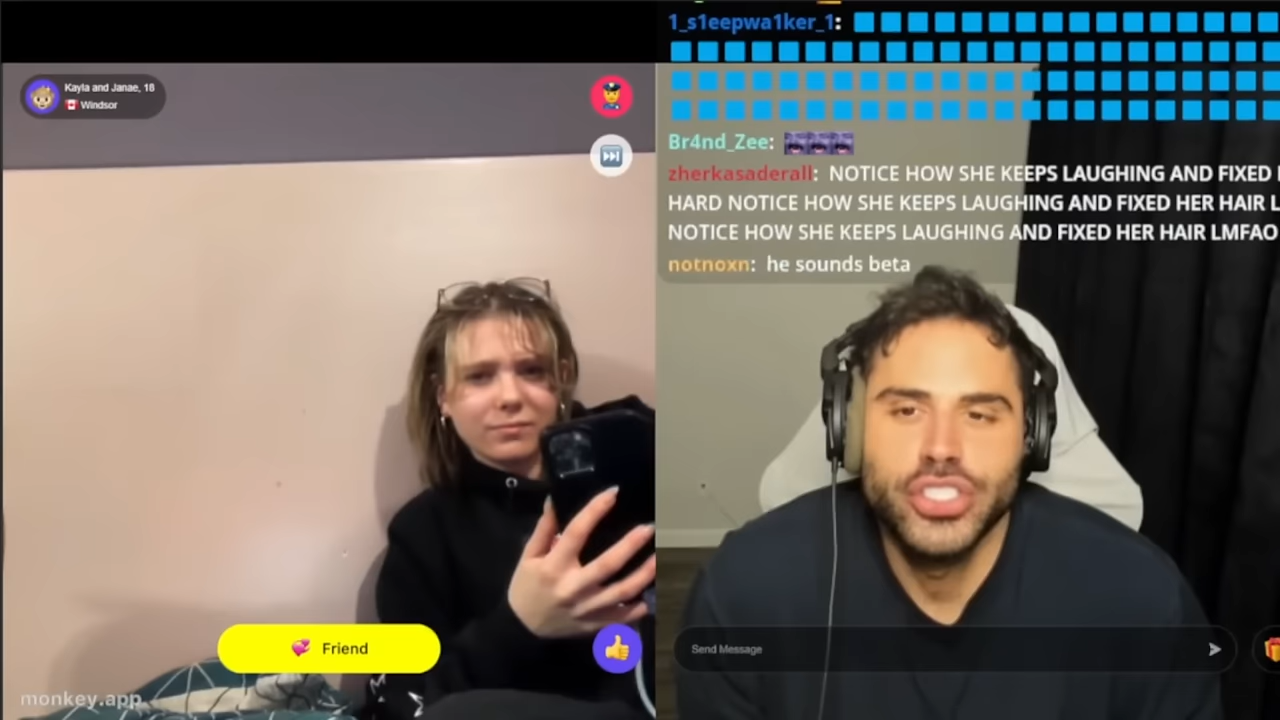 Kayla and Janae, 18
Windsor
Friend
monkey.app
1_s1eepwa1ker_1:
Br4nd_Zee:
zherkasaderall: NOTICE HOW SHE KEEPS LAUGHING AND FIXED
HARD NOTICE HOW SHE KEEPS LAUGHING AND FIXED HER HAIR
NOTICE HOW SHE KEEPS LAUGHING AND FIXED HER HAIR LMFAO
notnoxn: he sounds beta
Send Message